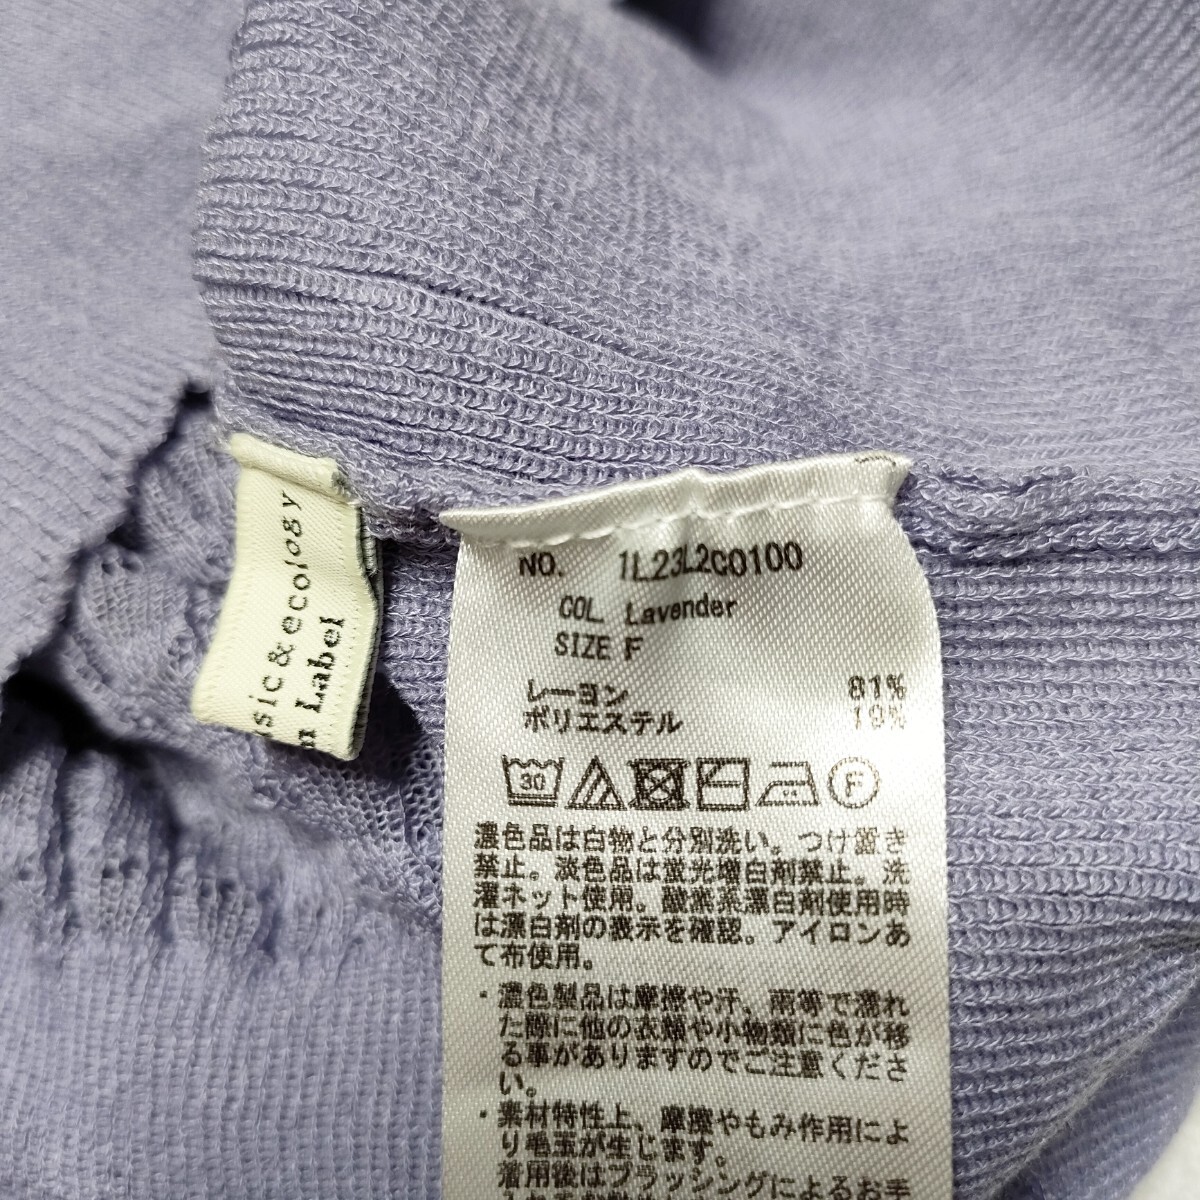 sic & ecology
n Label
NO. 1L23L2C0100
COL. Lavender
SIZE F
レーヨン 81%
ポリエステル 19%
30
F
濃色品は白物と分別洗い。つけ置き
禁止。淡色品は蛍光増白剤禁止。洗
濯ネット使用。酸素系漂白剤使用時
は漂白剤の表示を確認。アイロンあ
て布使用。
・濃色製品は摩擦や汗、雨等で濡れ
た際に他の衣類や小物類に色が移
る事がありますのでご注意くださ
い。
・素材特性上、摩擦やもみ作用によ
り毛玉が生じます。
着用後はブラッシングによるお手